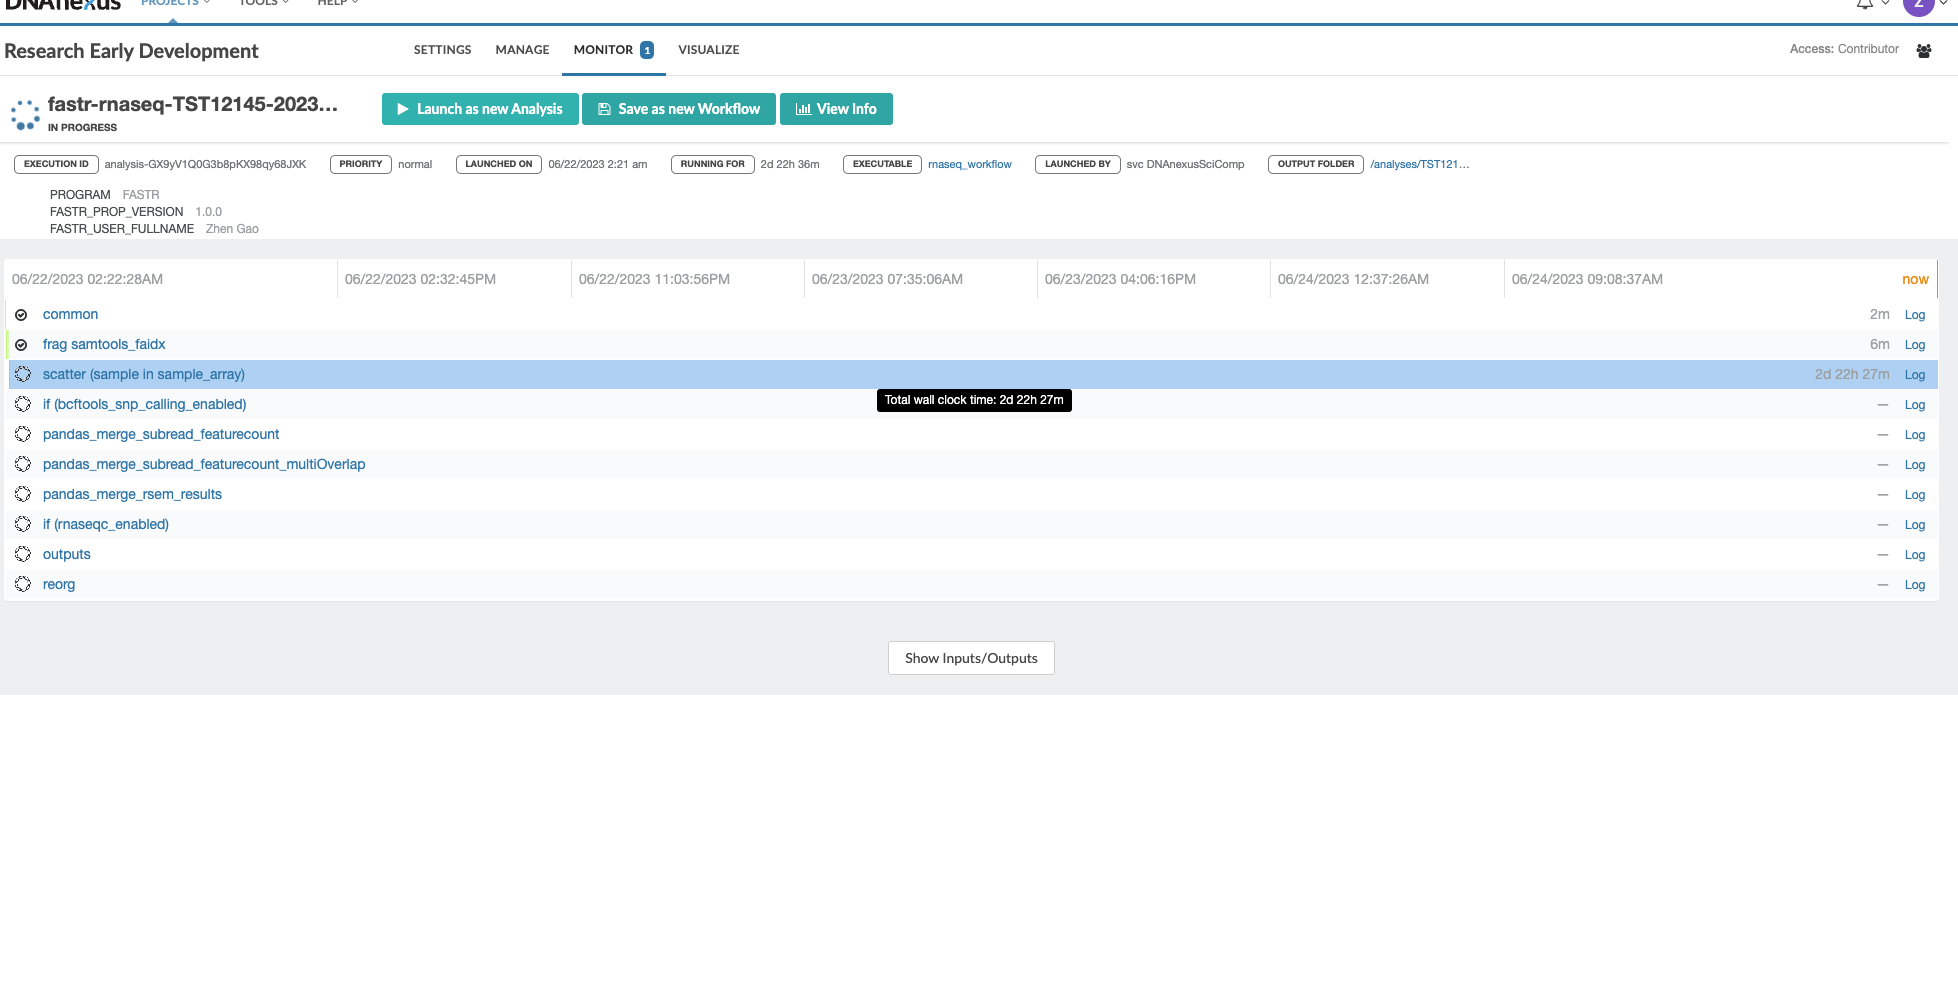 DNAnexus PROJECTS TOOLS HELP Z
Research Early Development SETTINGS MANAGE MONITOR 1 VISUALIZE Access: Contributor
fastr-rnaseq-TST12145-2023... Launch as new Analysis Save as new Workflow View Info
IN PROGRESS
EXECUTION ID analysis-GX9yV1Q0G3b8pKX98qy68JXK PRIORITY normal LAUNCHED ON 06/22/2023 2:21 am RUNNING FOR 2d 22h 36m EXECUTABLE rnaseq_workflow LAUNCHED BY svc DNAnexusSciComp OUTPUT FOLDER /analyses/TST121...
PROGRAM FASTR
FASTR_PROP_VERSION 1.0.0
FASTR_USER_FULLNAME Zhen Gao
06/22/2023 02:22:28AM 06/22/2023 02:32:45PM 06/22/2023 11:03:56PM 06/23/2023 07:35:06AM 06/23/2023 04:06:16PM 06/24/2023 12:37:26AM 06/24/2023 09:08:37AM now
common 2m Log
frag samtools_faidx 6m Log
scatter (sample in sample_array) 2d 22h 27m Log
Total wall clock time: 2d 22h 27m
if (bcftools_snp_calling_enabled) — Log
pandas_merge_subread_featurecount — Log
pandas_merge_subread_featurecount_multiOverlap — Log
pandas_merge_rsem_results — Log
if (rnaseqc_enabled) — Log
outputs — Log
reorg — Log
Show Inputs/Outputs